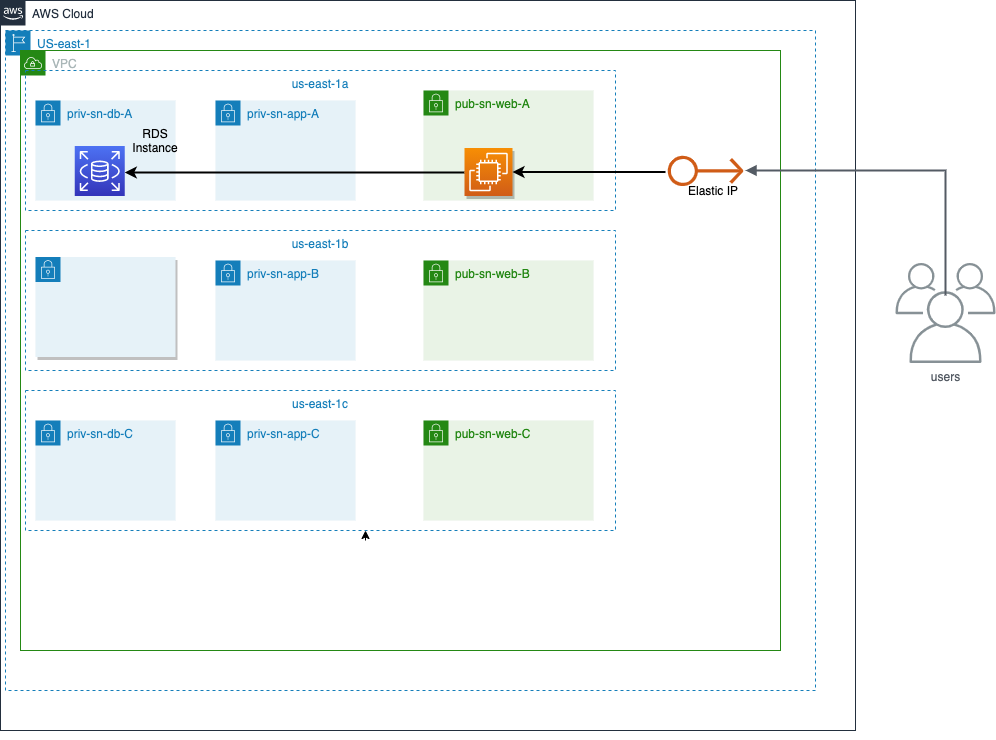 aws
AWS Cloud
US-east-1
VPC
us-east-1a
priv-sn-db-A
priv-sn-app-A
pub-sn-web-A
RDS
Instance
Elastic IP
us-east-1b
priv-sn-app-B
pub-sn-web-B
users
us-east-1c
priv-sn-db-C
priv-sn-app-C
pub-sn-web-C